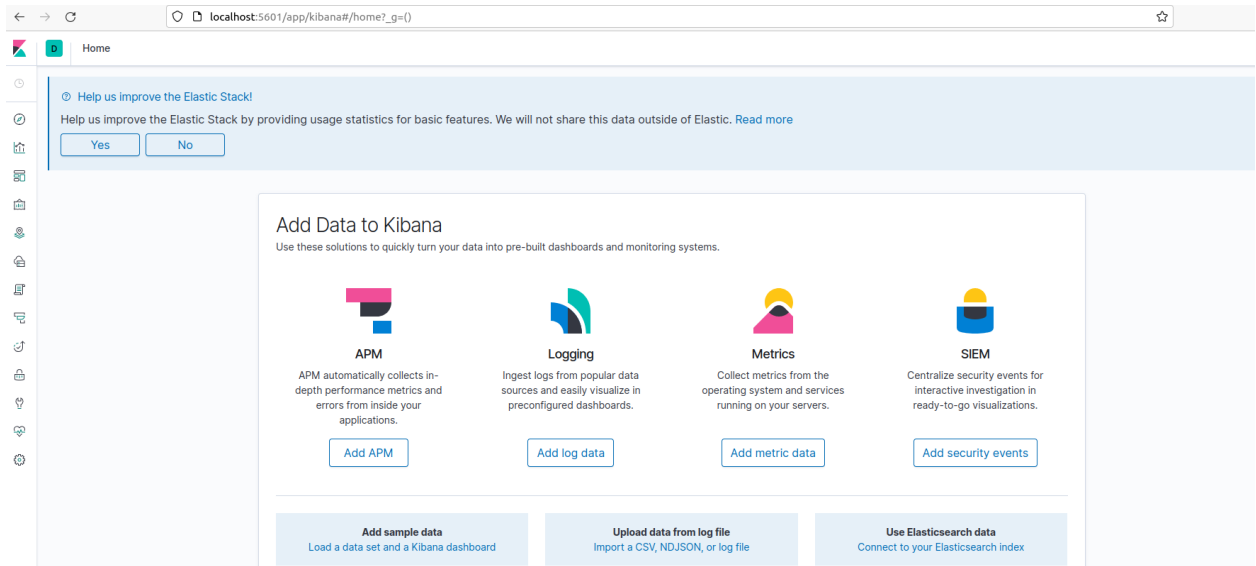 localhost:5601/app/kibana#/home?_g=()
D
Home
Help us improve the Elastic Stack!
Help us improve the Elastic Stack by providing usage statistics for basic features. We will not share this data outside of Elastic. Read more
Yes
No
Add Data to Kibana
Use these solutions to quickly turn your data into pre-built dashboards and monitoring systems.
APM
APM automatically collects in-
depth performance metrics and
errors from inside your
applications.
Add APM
Logging
Ingest logs from popular data
sources and easily visualize in
preconfigured dashboards.
Add log data
Metrics
Collect metrics from the
operating system and services
running on your servers.
Add metric data
SIEM
Centralize security events for
interactive investigation in
ready-to-go visualizations.
Add security events
Add sample data
Load a data set and a Kibana dashboard
Upload data from log file
Import a CSV, NDJSON, or log file
Use Elasticsearch data
Connect to your Elasticsearch index